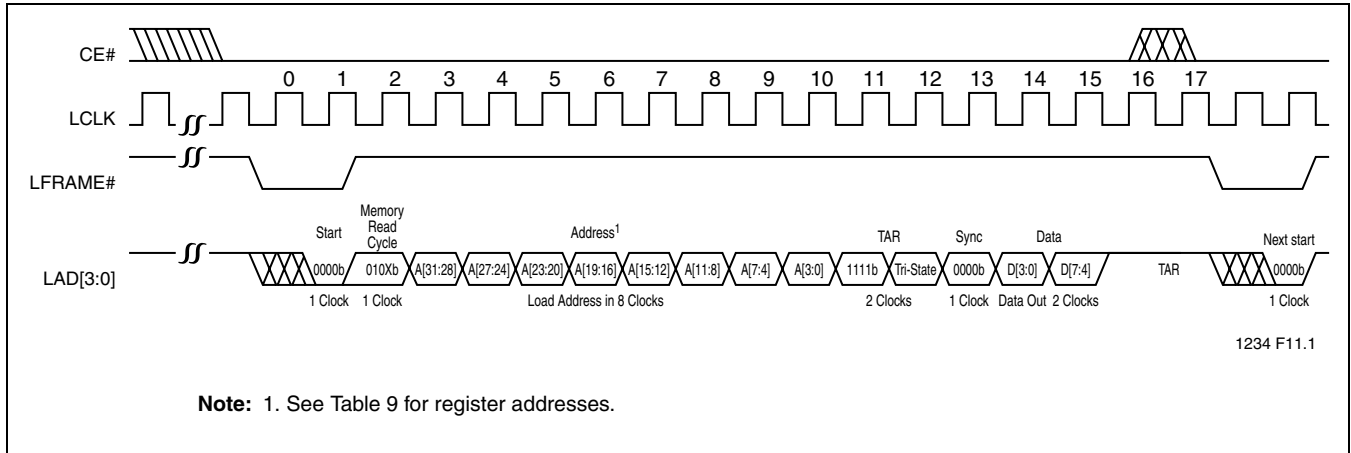 CE#
0 1 2 3 4 5 6 7 8 9 10 11 12 13 14 15 16 17
LCLK
LFRAME#
Start
Memory
Read
Cycle
Address1
TAR
Sync
Data
Next start
LAD[3:0]
0000b 010Xb A[31:28] A[27:24] A[23:20] A[19:16] A[15:12] A[11:8] A[7:4] A[3:0] 1111b Tri-State 0000b D[3:0] D[7:4] TAR 0000b
1 Clock 1 Clock Load Address in 8 Clocks 2 Clocks 1 Clock Data Out 2 Clocks 1 Clock
1234 F11.1
Note: 1. See Table 9 for register addresses.